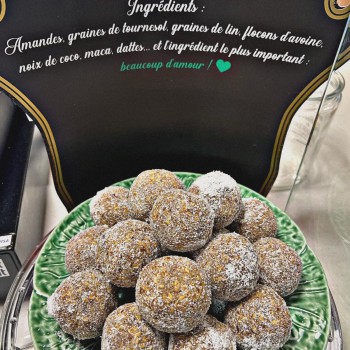 Ingrédients :
Amandes, graines de tournesol, graines de lin, flocons d'avoine,
noix de coco, maca, dattes... et l'ingrédient le plus important :
beaucoup d'amour !